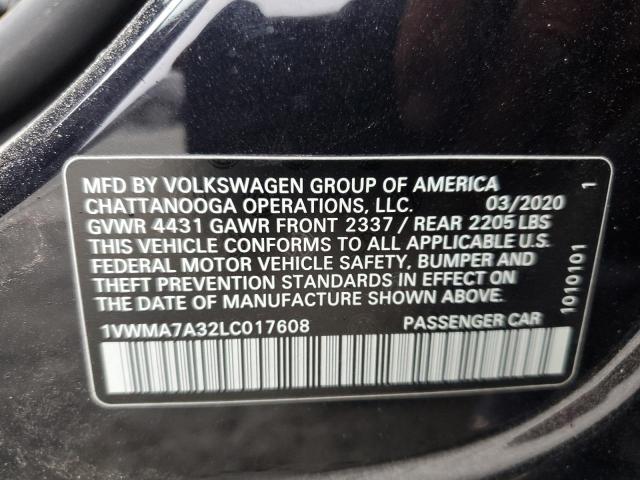 MFD BY VOLKSWAGEN GROUP OF AMERICA
CHATTANOOGA OPERATIONS, LLC. 03/2020
GVWR 4431 GAWR FRONT 2337 / REAR 2205 LBS
THIS VEHICLE CONFORMS TO ALL APPLICABLE U.S.
FEDERAL MOTOR VEHICLE SAFETY, BUMPER AND
THEFT PREVENTION STANDARDS IN EFFECT ON
THE DATE OF MANUFACTURE SHOWN ABOVE.
1VWMA7A32LC017608 PASSENGER CAR
1010101 1